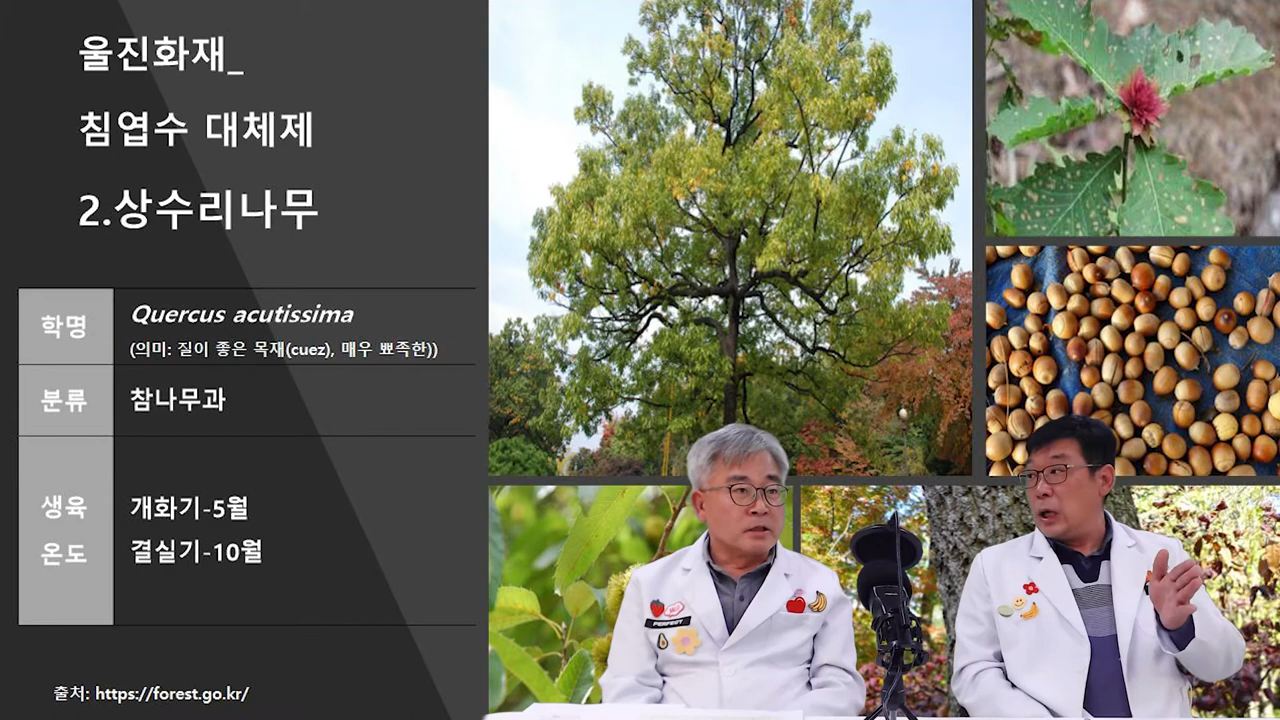 울진화재_
침엽수 대체제
2.상수리나무
학명
Quercus acutissima
(의미: 질이 좋은 목재(cuez), 매우 뾰족한))
분류
참나무과
생육
온도
개화기-5월
결실기-10월
출처: https://forest.go.kr/
PERFECT